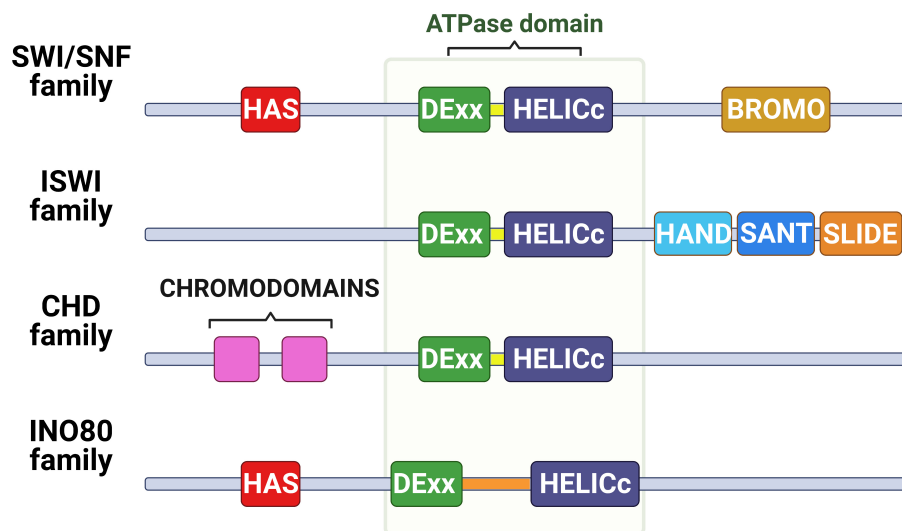 ATPase domain
SWI/SNF
family
HAS DExx HELICc BROMO
ISWI
family
DExx HELICc HAND SANT SLIDE
CHROMODOMAINS
CHD
family
DExx HELICc
INO80
family
HAS DExx HELICc